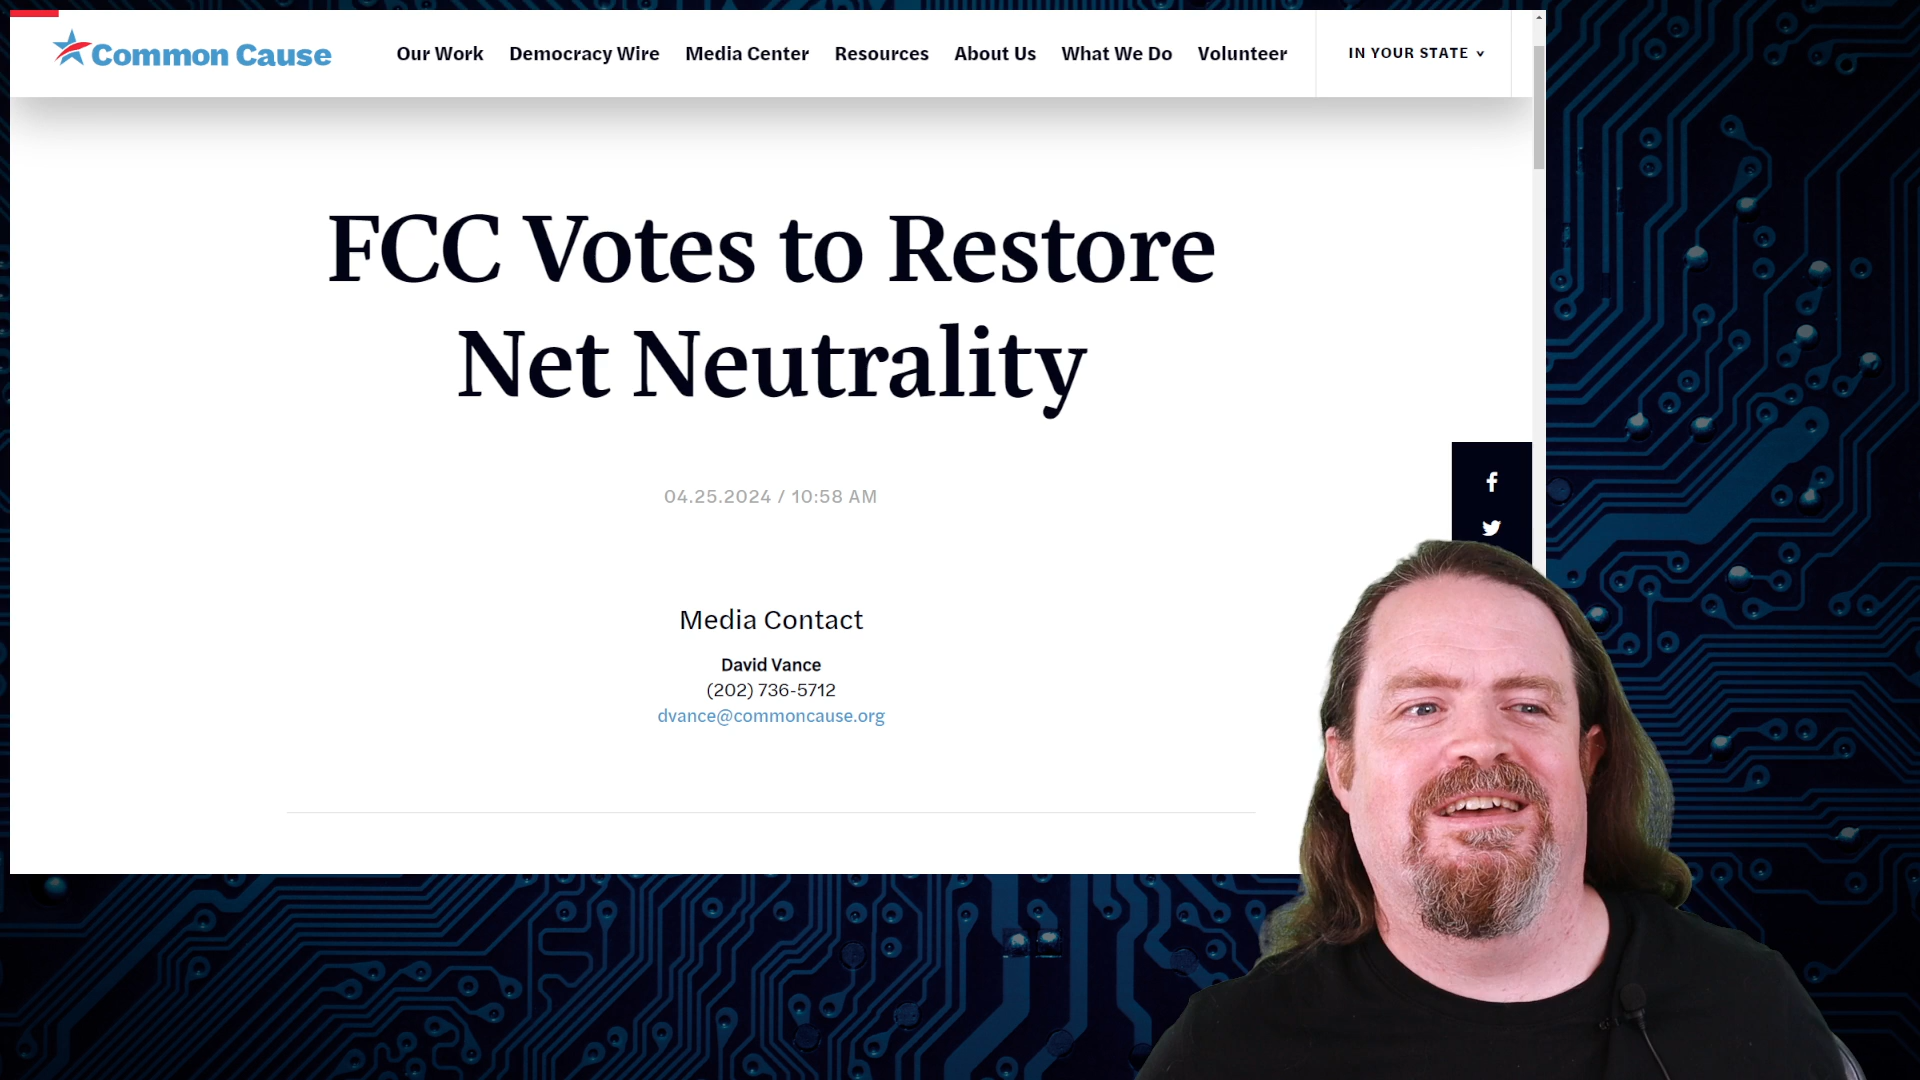 Common Cause
Our Work Democracy Wire Media Center Resources About Us What We Do Volunteer
IN YOUR STATE
FCC Votes to Restore
Net Neutrality
04.25.2024 / 10:58 AM
Media Contact
David Vance
(202) 736-5712
dvance@commoncause.org